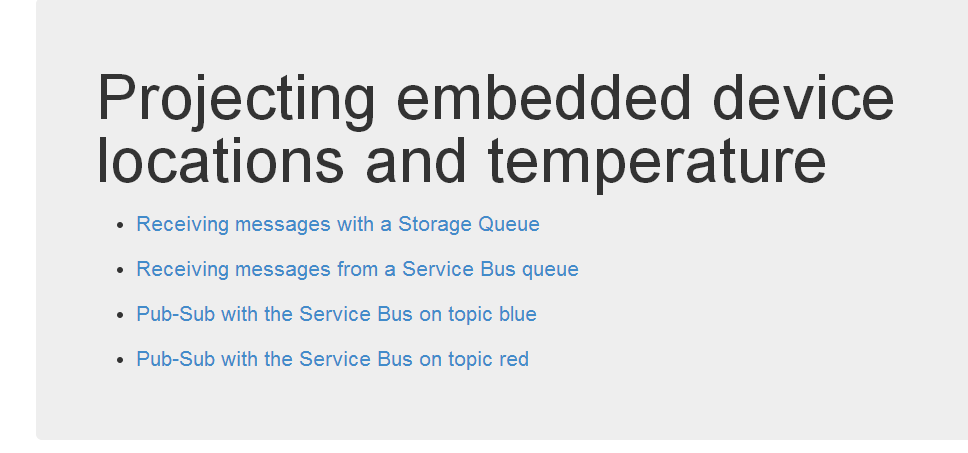 Projecting embedded device
locations and temperature
Receiving messages with a Storage Queue
Receiving messages from a Service Bus queue
Pub-Sub with the Service Bus on topic blue
Pub-Sub with the Service Bus on topic red